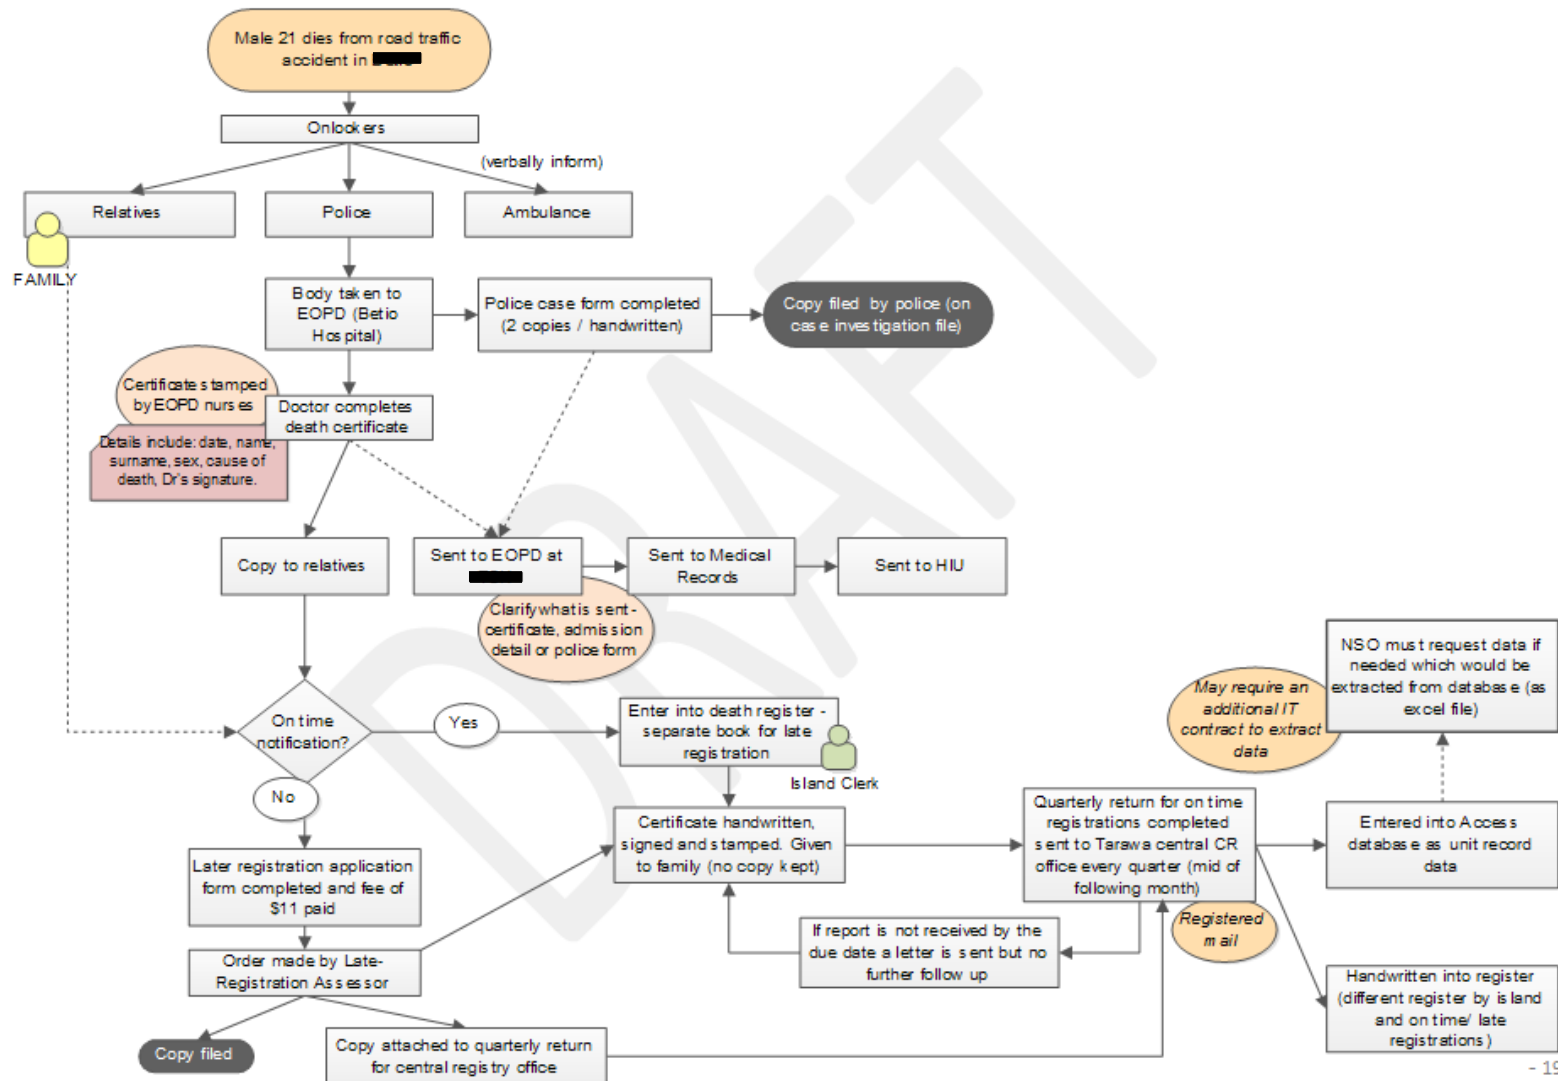 Male 21 dies from road traffic
accident in
Onlookers
(verbally inform)
Relatives
Police
Ambulance
FAMILY
Body taken to
EOPD (Betio
Hospital)
Police case form completed
(2 copies / handwritten)
Copy filed by police (on
case investigation file)
Certificate stamped
by EOPD nurses
Doctor completes
death certificate
Details include: date, name,
surname, sex, cause of
death, Dr's signature.
Copy to relatives
Sent to EOPD at
Sent to Medical
Records
Sent to HIU
Clarify what is sent -
certificate, admission
detail or police form
NSO must request data if
needed which would be
extracted from database (as
excel file)
May require an
additional IT
contract to extract
data
On time
notification?
Yes
Enter into death register -
separate book for late
registration
Island Clerk
No
Certificate handwritten,
signed and stamped. Given
to family (no copy kept)
Quarterly return for on time
registrations completed
sent to Tarawa central CR
office every quarter (mid of
following month)
Entered into Access
database as unit record
data
Later registration application
form completed and fee of
$11 paid
Registered
mail
If report is not received by the
due date a letter is sent but no
further follow up
Order made by Late-
Registration Assessor
Handwritten into register
(different register by island
and on time/ late
registrations)
Copy filed
Copy attached to quarterly return
for central registry office
DRAFT
- 19